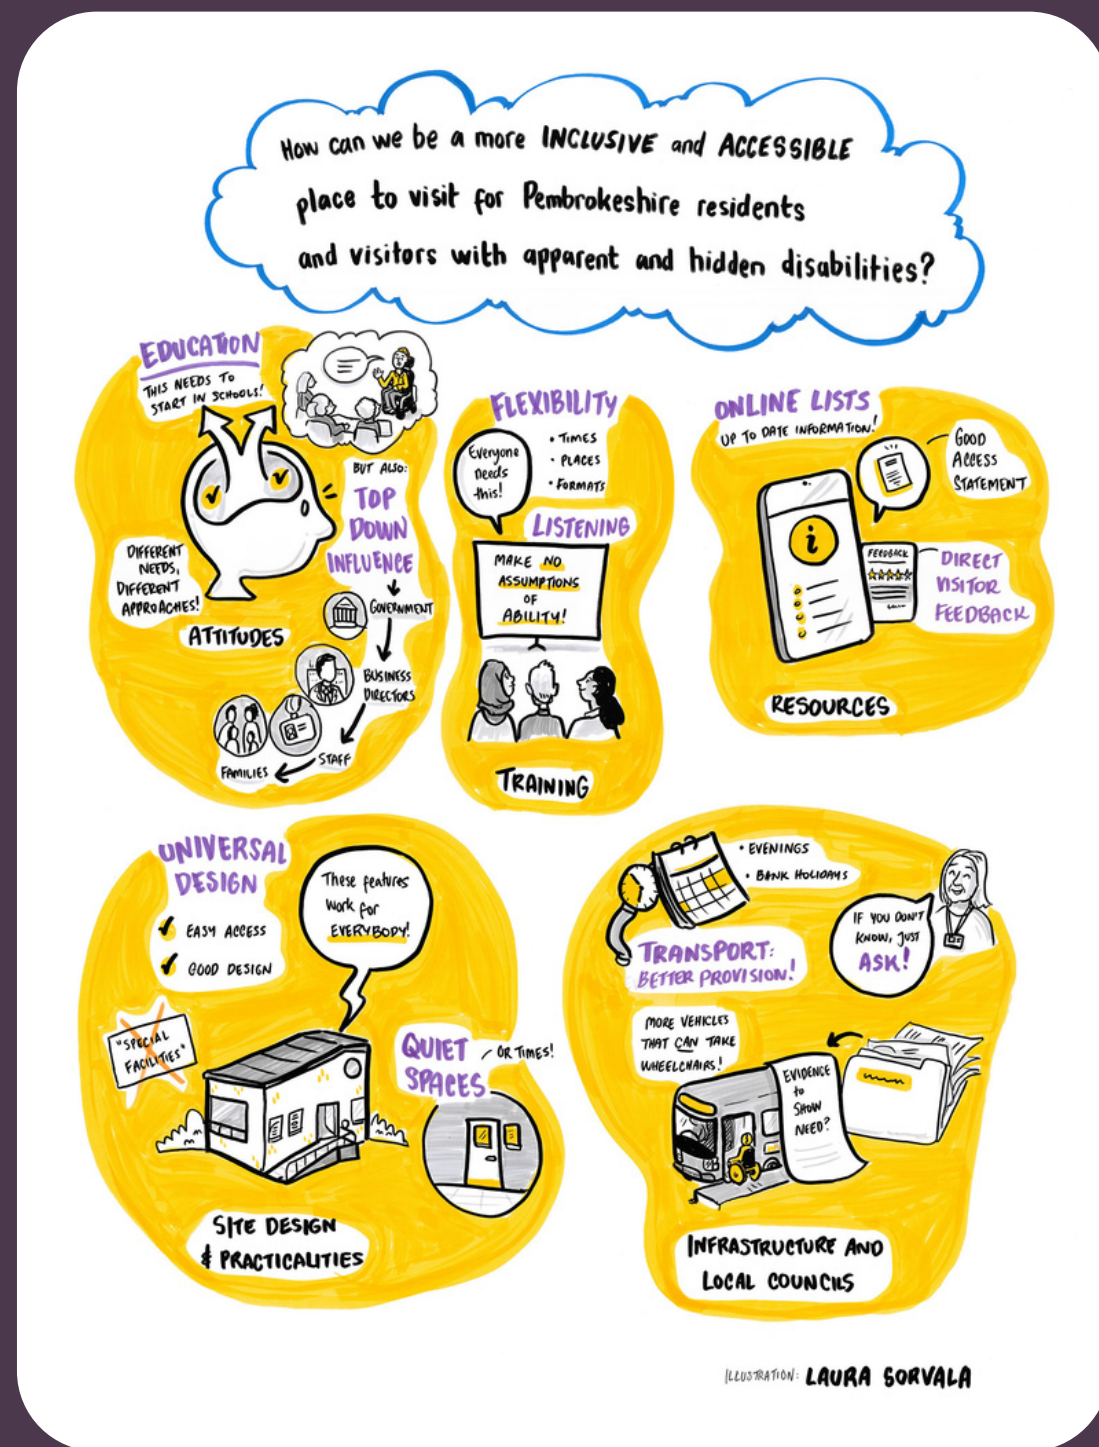 How can we be a more INCLUSIVE and ACCESSIBLE
place to visit for Pembrokeshire residents
and visitors with apparent and hidden disabilities?
EDUCATION
THIS NEEDS TO
START IN SCHOOLS!
BUT ALSO:
TOP
DOWN
INFLUENCE
GOVERNMENT
BUSINESS
DIRECTORS
STAFF
FAMILIES
DIFFERENT
NEEDS,
DIFFERENT
APPROACHES!
ATTITUDES
FLEXIBILITY
Everyone
needs
this!
• TIMES
• PLACES
• FORMATS
LISTENING
MAKE NO
ASSUMPTIONS
OF
ABILITY!
TRAINING
ONLINE LISTS
UP TO DATE INFORMATION!
GOOD
ACCESS
STATEMENT
i
FEEDBACK
DIRECT
VISITOR
FEEDBACK
RESOURCES
UNIVERSAL
DESIGN
EASY ACCESS
GOOD DESIGN
These features
work for
EVERYBODY!
"SPECIAL
FACILITIES"
QUIET
SPACES
OR TIMES!
SITE DESIGN
& PRACTICALITIES
• EVENINGS
• BANK HOLIDAYS
TRANSPORT:
BETTER PROVISION!
IF YOU DON'T
KNOW, JUST
ASK!
MORE VEHICLES
THAT CAN TAKE
WHEELCHAIRS!
EVIDENCE
to
SHOW
NEED?
INFRASTRUCTURE AND
LOCAL COUNCILS
ILLUSTRATION: LAURA SORVALA